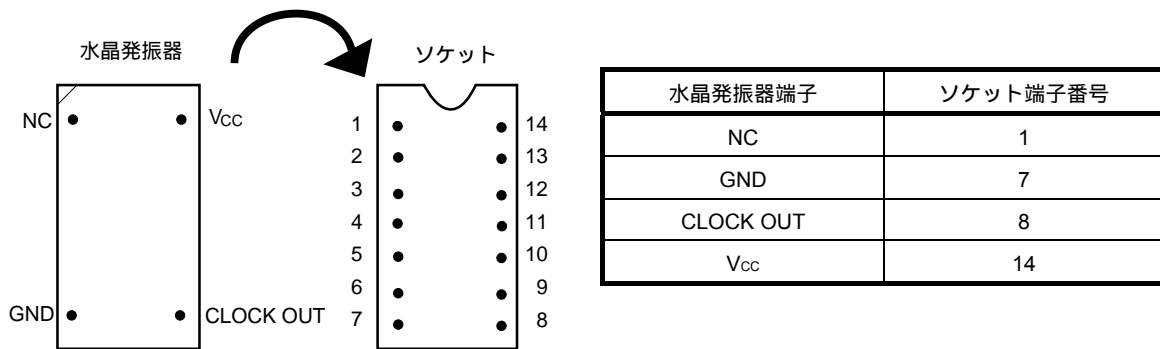 水晶発振器
NC
Vcc
GND
CLOCK OUT
ソケット
1 14
2 13
3 12
4 11
5 10
6 9
7 8
水晶発振器端子 ソケット端子番号
NC 1
GND 7
CLOCK OUT 8
Vcc 14